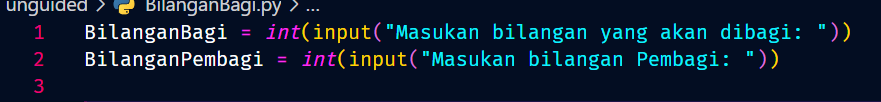 unguided > BilanganBagi.py > ...
1 BilanganBagi = int(input("Masukan bilangan yang akan dibagi: "))
2 BilanganPembagi = int(input("Masukan bilangan Pembagi: "))
3